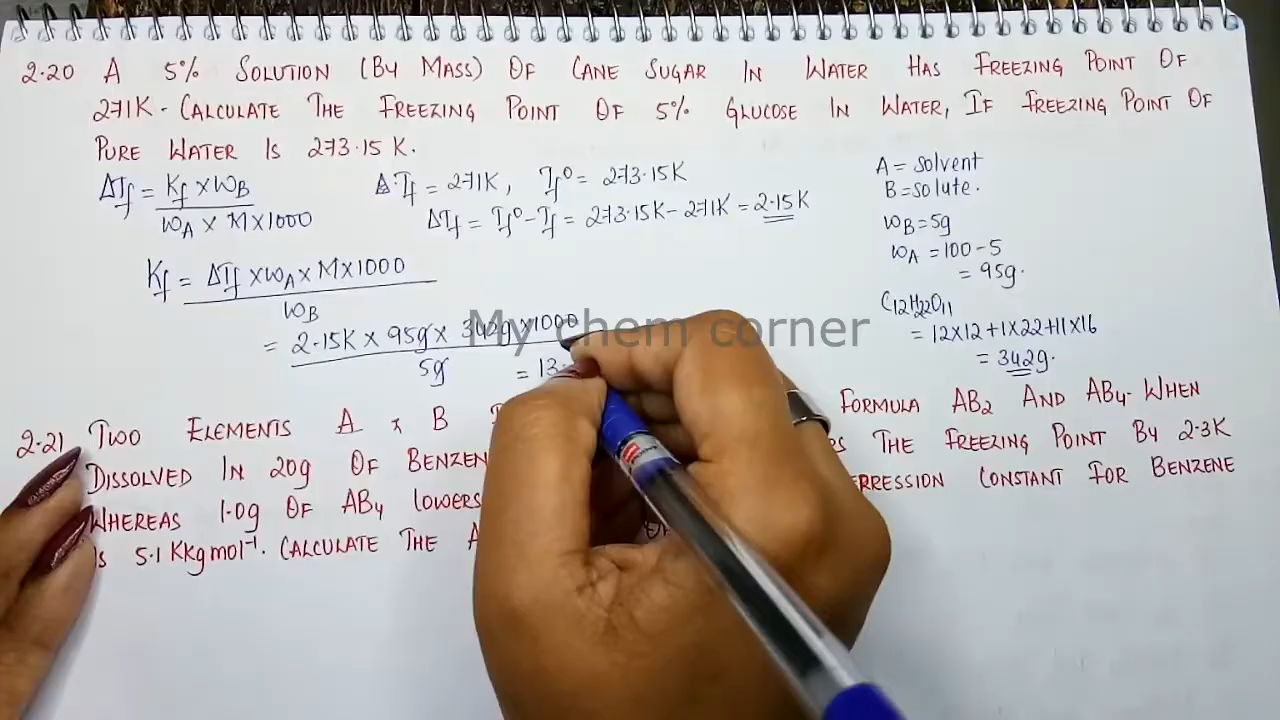 2.20 A 5% SOLUTION (BY MASS) OF CANE SUGAR IN WATER HAS FREEZING POINT OF
271K. CALCULATE THE FREEZING POINT OF 5% GLUCOSE IN WATER, IF FREEZING POINT OF
PURE WATER IS 273.15 K.
ΔTf = Kf × WB
WA × M × 1000
ΔTf = 271K, Tf° = 273.15K
ΔTf = Tf° - Tf = 273.15K - 271K = 2.15K
A = solvent
B = solute.
WB = 5g
WA = 100 - 5
= 95g.
Kf = ΔTf × WA × M × 1000
WB
= 2.15K × 95g × 342g × 1000
5g
= 13.
C12H22O11
= 12×12 + 1×22 + 11×16
= 342g.
My chem corner
2.21 TWO ELEMENTS A & B FORMULA AB2 AND AB4. WHEN
DISSOLVED IN 20g OF THE FREEZING POINT BY 2.3K
WHEREAS 1.0g OF AB4 LOWERS CONSTANT FOR BENZENE
IS 5.1 KKgmol⁻¹. CALCULATE THE